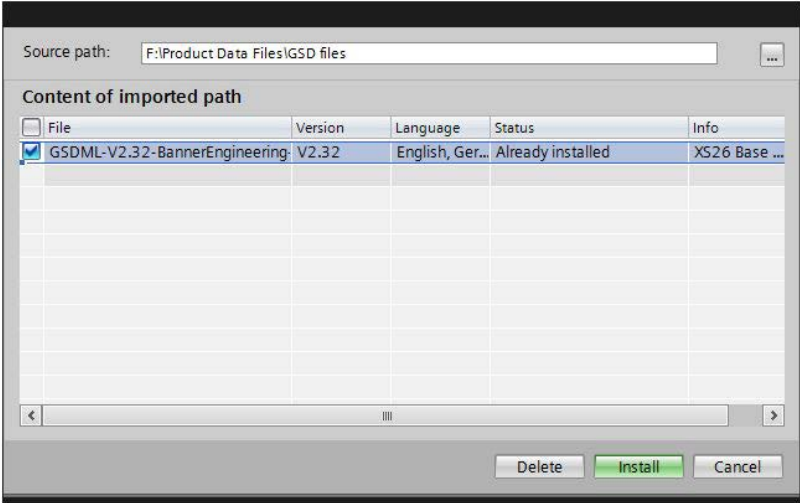 Source path: F:\Product Data Files\GSD files ...
Content of imported path
File Version Language Status Info
GSDML-V2.32-BannerEngineering- V2.32 English, Ger... Already installed XS26 Base ...
Delete Install Cancel